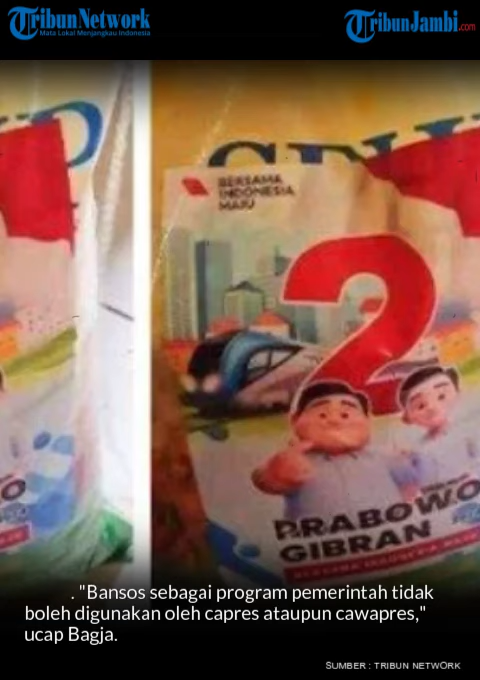 TribunNetwork
Mata Lokal Menjangkau Indonesia
TribunJambi.com
BERSAMA
INDONESIA
MAJU
2
PRABOWO
GIBRAN
. "Bansos sebagai program pemerintah tidak
boleh digunakan oleh capres ataupun cawapres,"
ucap Bagja.
SUMBER : TRIBUN NETWORK